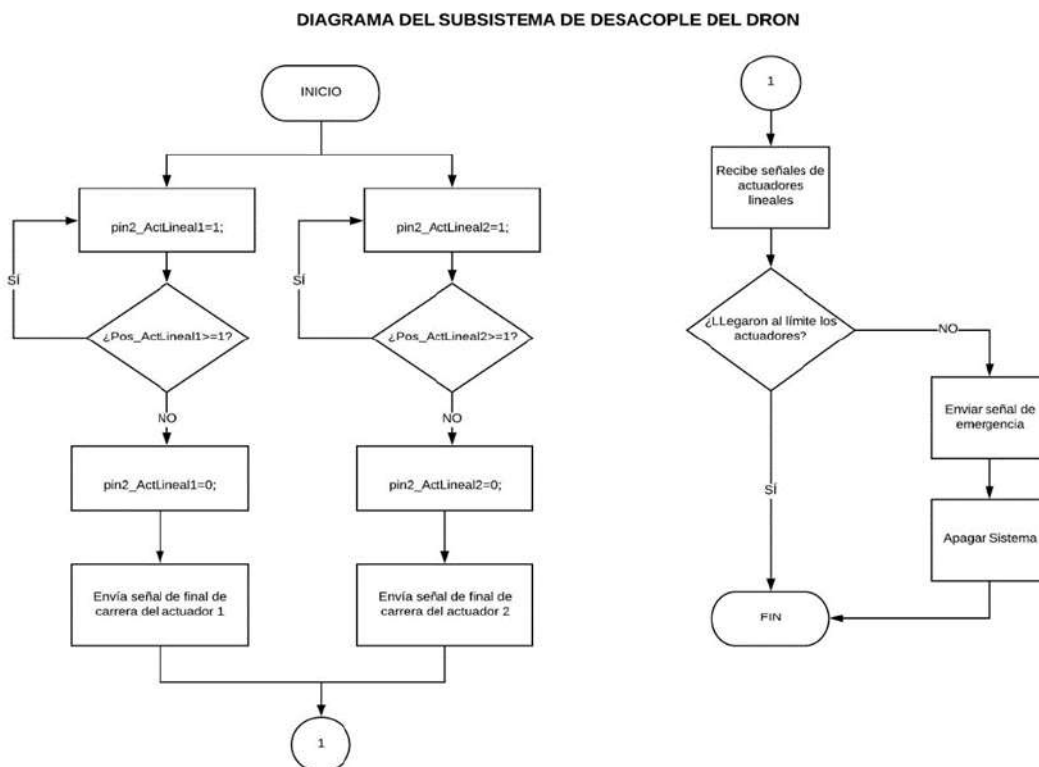 DIAGRAMA DEL SUBSISTEMA DE DESACOPLE DEL DRON
INICIO
pin2_ActLineal1=1;
SÍ
¿Pos_ActLineal1>=1?
NO
pin2_ActLineal1=0;
Envía señal de final de
carrera del actuador 1
pin2_ActLineal2=1;
SÍ
¿Pos_ActLineal2>=1?
NO
pin2_ActLineal2=0;
Envía señal de final de
carrera del actuador 2
1
1
Recibe señales de
actuadores
lineales
¿LLegaron al límite los
actuadores?
NO
Enviar señal de
emergencia
Apagar Sistema
SÍ
FIN